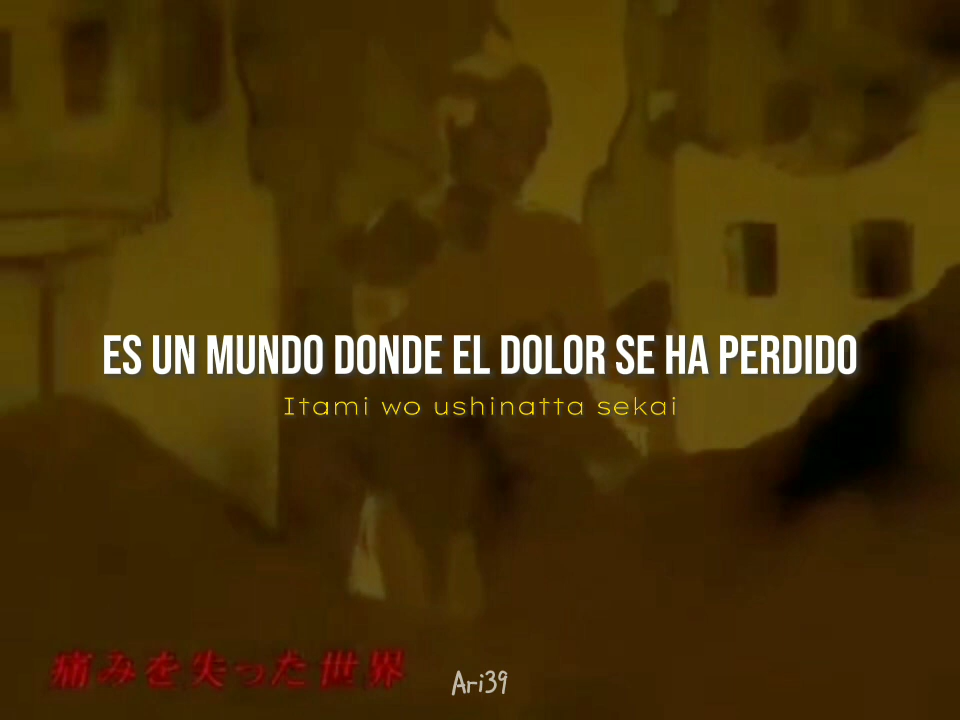 ES UN MUNDO DONDE EL DOLOR SE HA PERDIDO
Itami wo ushinatta sekai
痛みを失った世界
Ari39